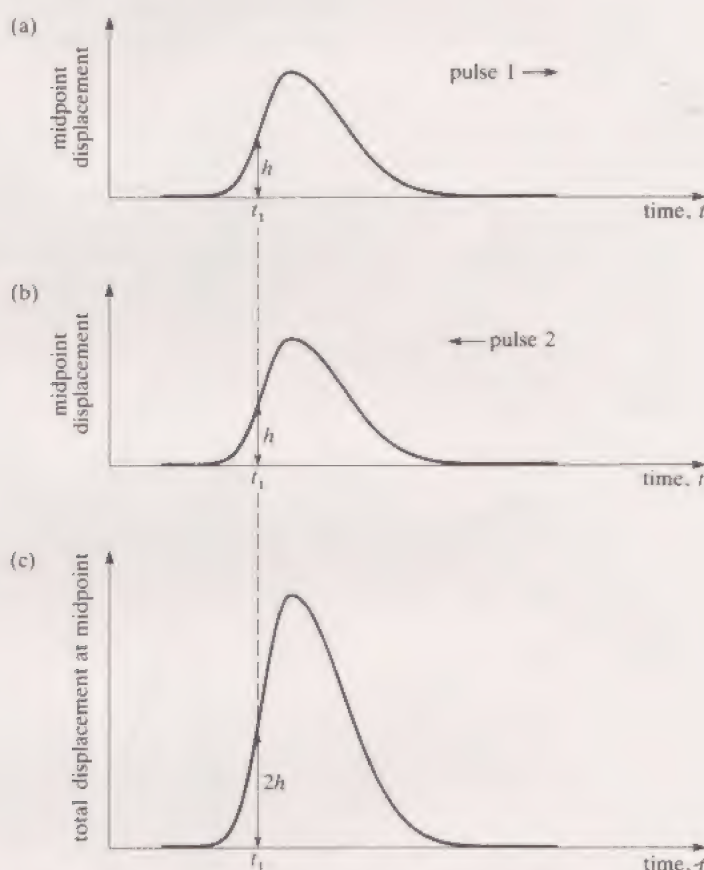 (a)
midpoint
displacement
pulse 1 →
h
t₁
time, t
(b)
midpoint
displacement
← pulse 2
h
t₁
time, t
(c)
total displacement at midpoint
2h
t₁
time, t